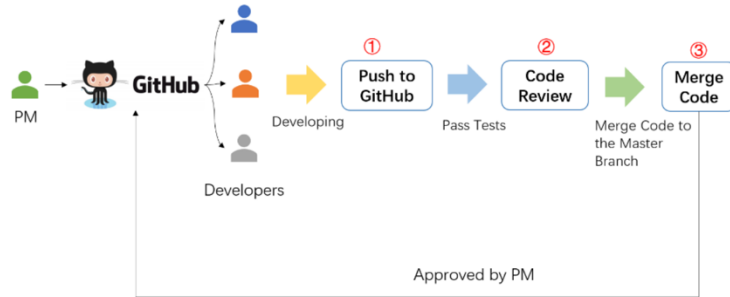 ①
②
③
Push to
GitHub
Code
Review
Merge
Code
GitHub
PM
Developing
Pass Tests
Merge Code to
the Master
Branch
Developers
Approved by PM